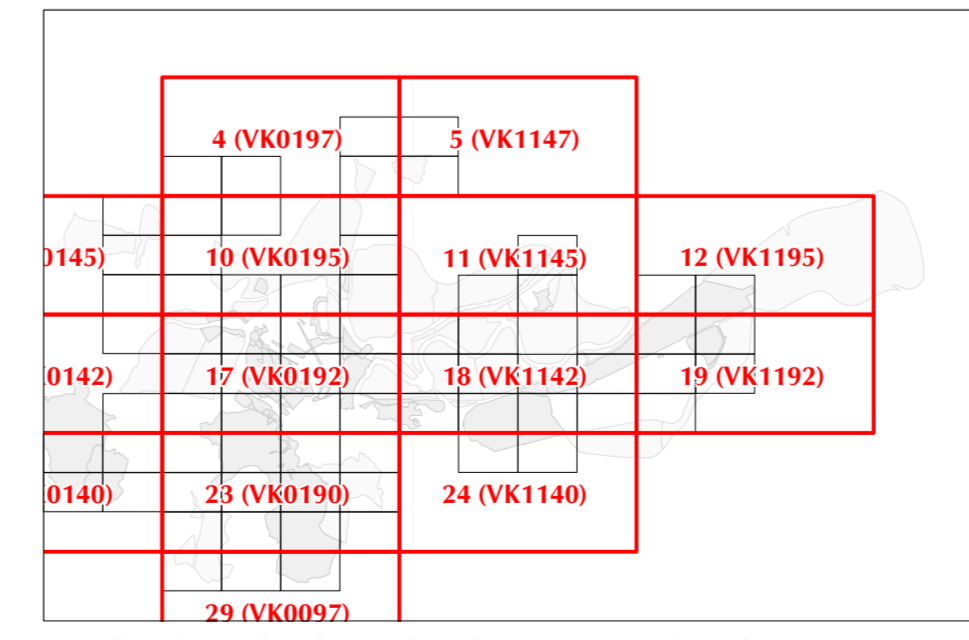 4 (VK0197) 5 (VK1147)
0145) 10 (VK0195) 11 (VK1145) 12 (VK1195)
0142) 17 (VK0192) 18 (VK1142) 19 (VK1192)
0140) 23 (VK0190) 24 (VK1140)
29 (VK0097)